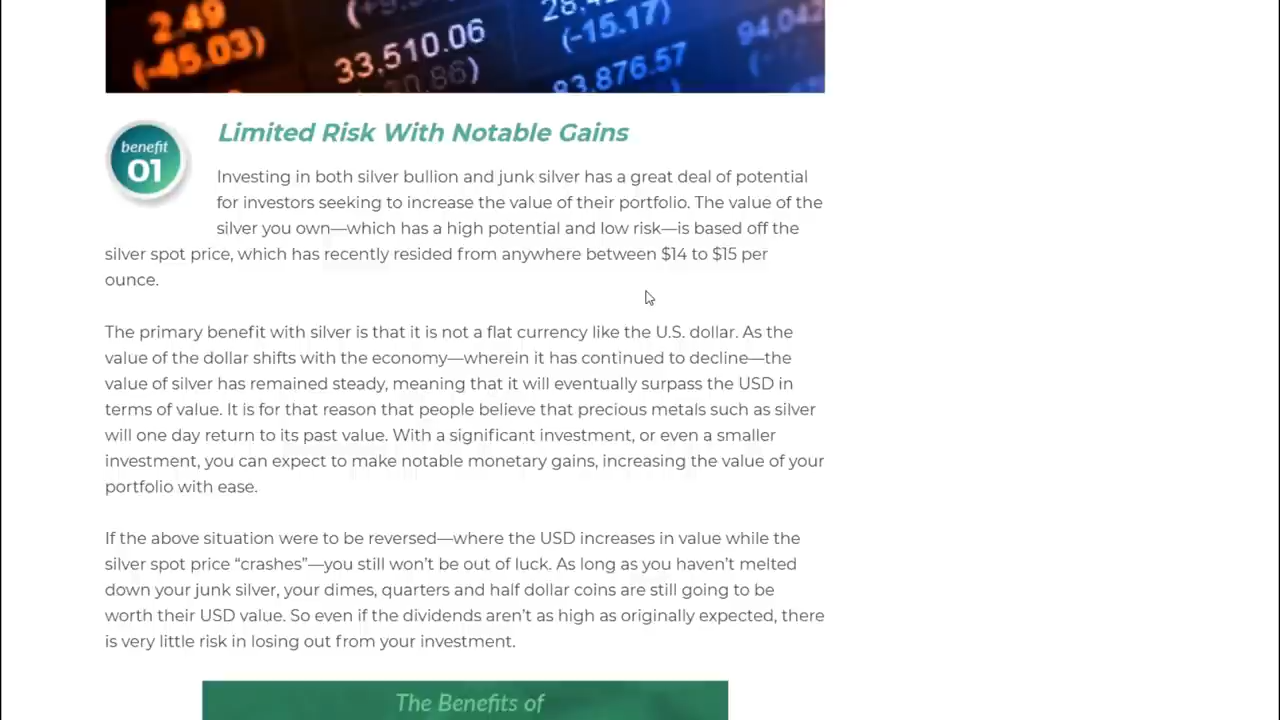 2.49
(-45.03)
33,510.06
(-15.17)
94,042
93,876.57
benefit
01
Limited Risk With Notable Gains
Investing in both silver bullion and junk silver has a great deal of potential
for investors seeking to increase the value of their portfolio. The value of the
silver you own—which has a high potential and low risk—is based off the
silver spot price, which has recently resided from anywhere between $14 to $15 per
ounce.
The primary benefit with silver is that it is not a flat currency like the U.S. dollar. As the
value of the dollar shifts with the economy—wherein it has continued to decline—the
value of silver has remained steady, meaning that it will eventually surpass the USD in
terms of value. It is for that reason that people believe that precious metals such as silver
will one day return to its past value. With a significant investment, or even a smaller
investment, you can expect to make notable monetary gains, increasing the value of your
portfolio with ease.
If the above situation were to be reversed—where the USD increases in value while the
silver spot price “crashes”—you still won’t be out of luck. As long as you haven’t melted
down your junk silver, your dimes, quarters and half dollar coins are still going to be
worth their USD value. So even if the dividends aren’t as high as originally expected, there
is very little risk in losing out from your investment.
The Benefits of